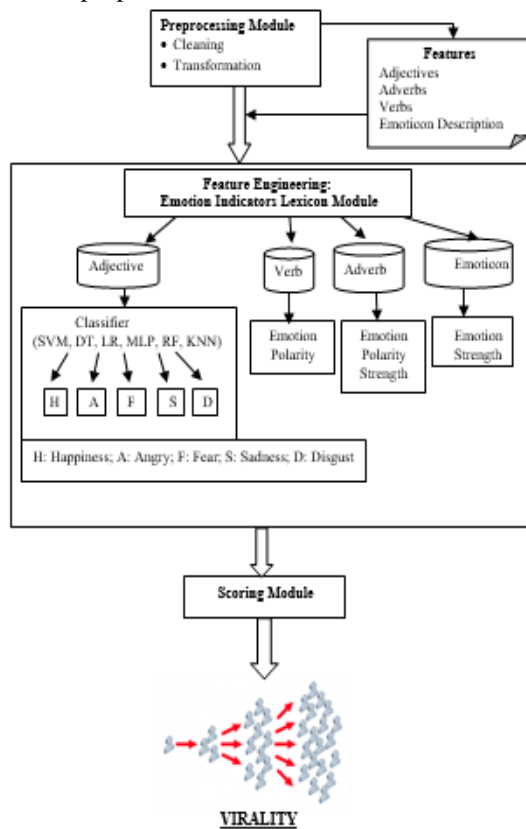 Preprocessing Module
• Cleaning
• Transformation
Features
Adjectives
Adverbs
Verbs
Emoticon Description
Feature Engineering:
Emotion Indicators Lexicon Module
Adjective
Verb
Adverb
Emoticon
Classifier
(SVM, DT, LR, MLP, RF, KNN)
H A F S D
Emotion
Polarity
Emotion
Polarity
Strength
Emotion
Strength
H: Happiness; A: Angry; F: Fear; S: Sadness; D: Disgust
Scoring Module
VIRALITY